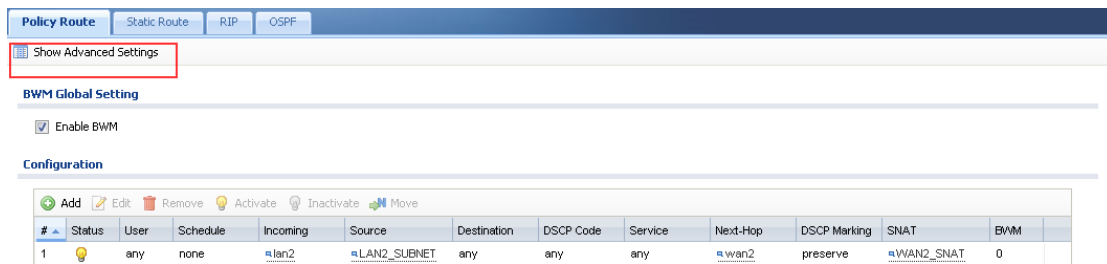 Policy Route Static Route RIP OSPF
Show Advanced Settings
BWM Global Setting
Enable BWM
Configuration
Add Edit Remove Activate Inactivate Move
# Status User Schedule Incoming Source Destination DSCP Code Service Next-Hop DSCP Marking SNAT BWM
1 any none lan2 LAN2_SUBNET any any any wan2 preserve WAN2_SNAT 0